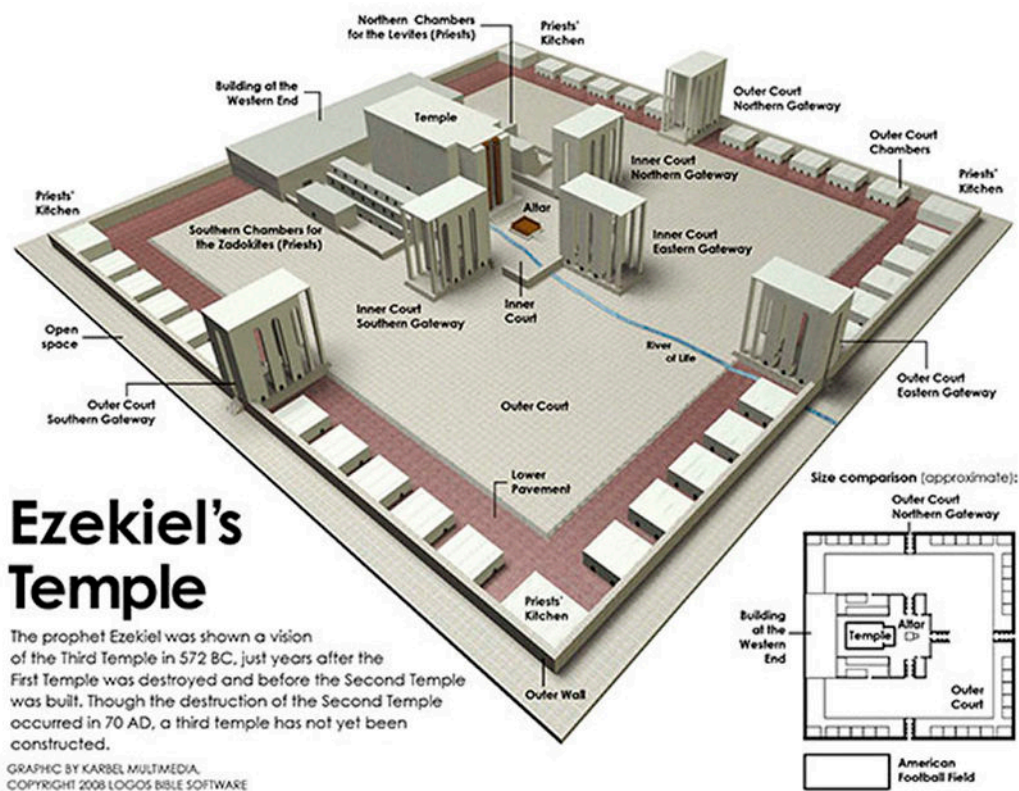 Northern Chambers
for the Levites (Priests)
Priests'
Kitchen
Building at the
Western End
Temple
Outer Court
Northern Gateway
Outer Court
Chambers
Inner Court
Northern Gateway
Priests'
Kitchen
Priests'
Kitchen
Altar
Southern Chambers for
the Zadokites (Priests)
Inner Court
Eastern Gateway
Inner Court
Southern Gateway
Inner
Court
Open
space
River
of Life
Outer Court
Southern Gateway
Outer Court
Eastern Gateway
Outer Court
Lower
Pavement
Priests'
Kitchen
Outer Wall
Ezekiel's
Temple
The prophet Ezekiel was shown a vision
of the Third Temple in 572 BC, just years after the
First Temple was destroyed and before the Second Temple
was built. Though the destruction of the Second Temple
occurred in 70 AD, a third temple has not yet been
constructed.
GRAPHIC BY KARBEL MULTIMEDIA,
COPYRIGHT 2008 LOGOS BIBLE SOFTWARE
Size comparison (approximate):
Outer Court
Northern Gateway
Building
at the
Western
End
Temple
Altar
Outer
Court
American
Football Field